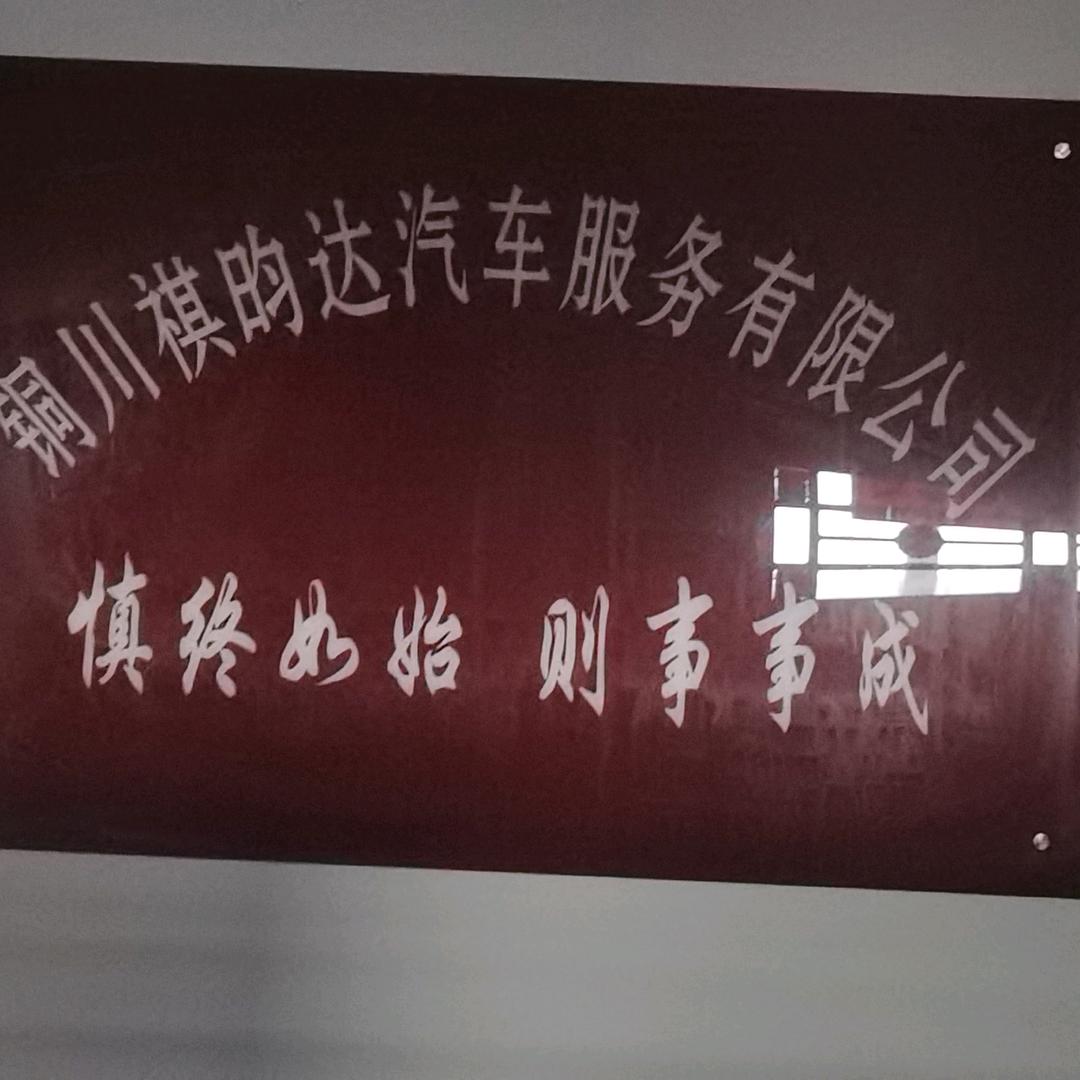 铜川祺昀达汽车服务有限公司
慎终如始 则事事成